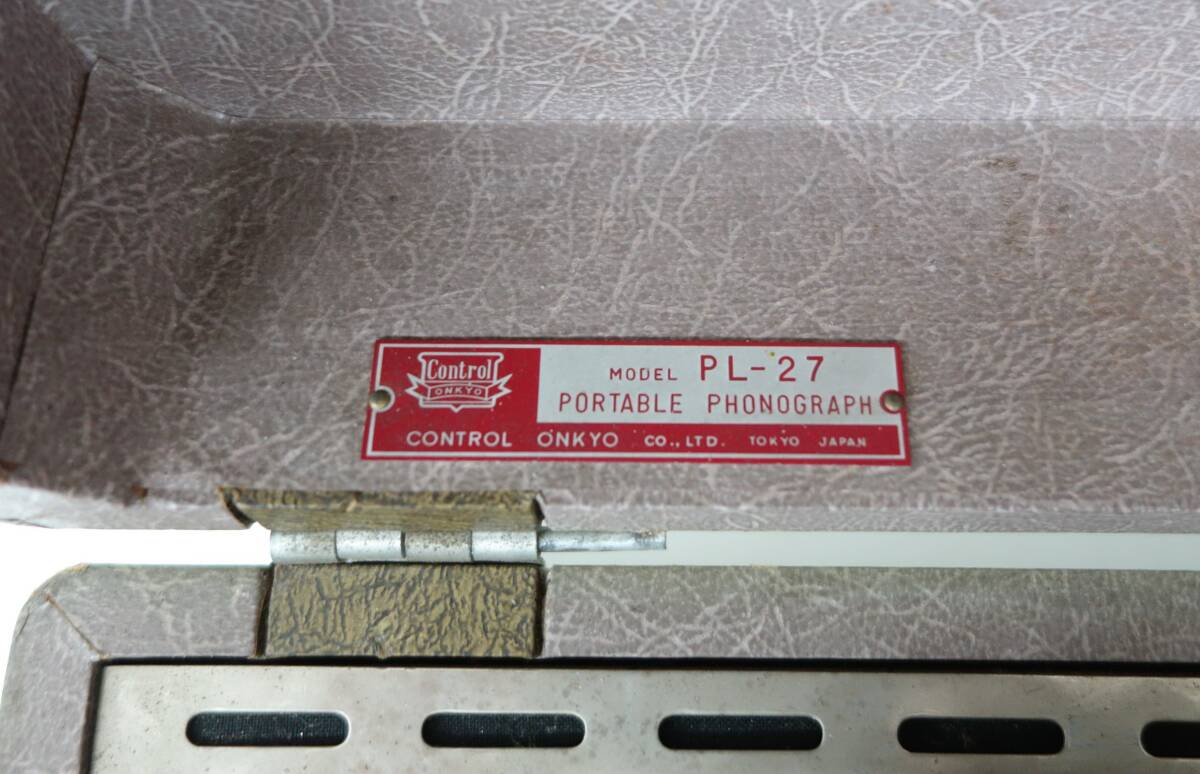 Control
ONKYO
MODEL PL-27
PORTABLE PHONOGRAPH
CONTROL ONKYO CO., LTD. TOKYO JAPAN